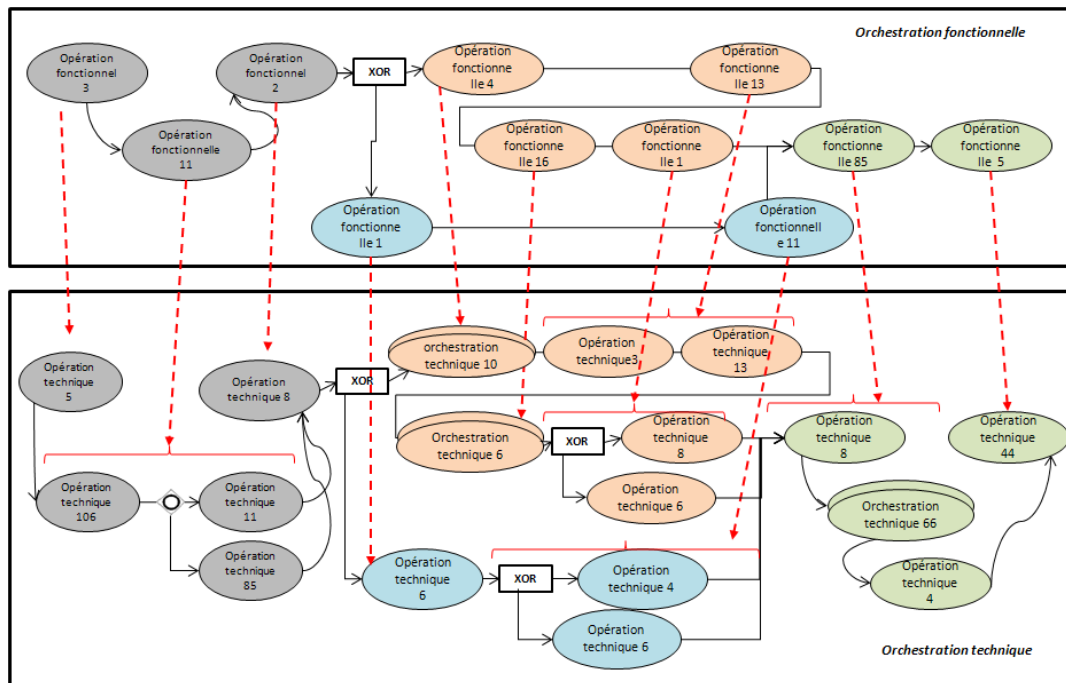 Orchestration fonctionnelle
Opération
fonctionnel
3
Opération
fonctionnel
2
XOR
Opération
fonctionne
lle 4
Opération
fonctionne
lle 13
Opération
fonctionnelle
11
Opération
fonctionne
lle 16
Opération
fonctionne
lle 1
Opération
fonctionne
lle 85
Opération
fonctionne
lle 5
Opération
fonctionne
lle 1
Opération
fonctionnell
e 11
Opération
technique
5
Opération
technique 8
XOR
orchestration
technique 10
Opération
technique3
Opération
technique
13
Orchestration
technique 6
XOR
Opération
technique
8
Opération
technique
8
Opération
technique
44
Opération
technique
106
Opération
technique
11
Opération
technique 6
Orchestration
technique 66
Opération
technique
85
Opération
technique
6
XOR
Opération
technique 4
Opération
technique
4
Opération
technique 6
Orchestration technique